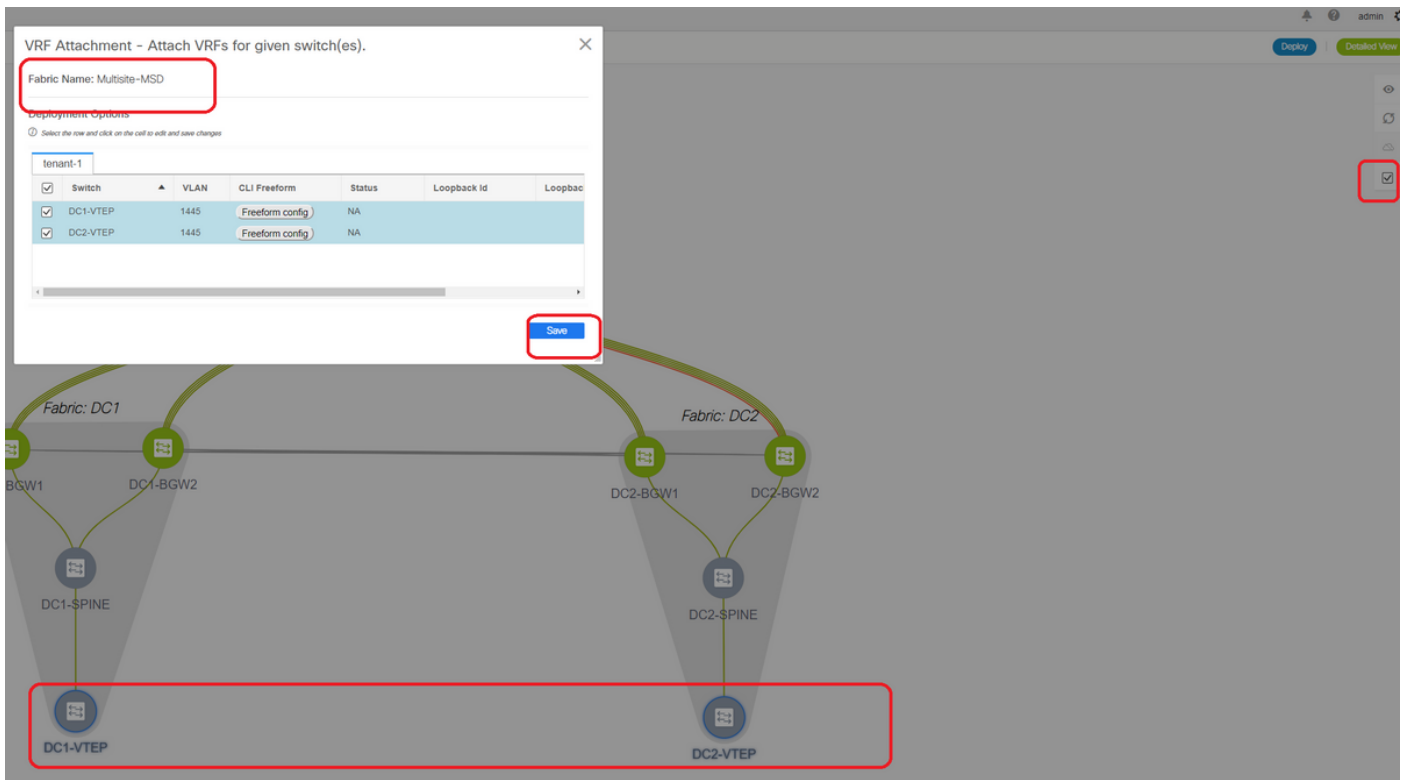 admin
VRF Attachment - Attach VRFs for given switch(es).
Deploy
Detailed View
Fabric Name: Multisite-MSD
Deployment Options
Select the row and click on the cell to edit and save changes
tenant-1
Switch VLAN CLI Freeform Status Loopback Id Loopbac
DC1-VTEP 1445 Freeform config ) NA
DC2-VTEP 1445 Freeform config ) NA
Save
Fabric: DC1
Fabric: DC2
BGW1
DC1-BGW2
DC2-BGW1
DC2-BGW2
DC1-SPINE
DC2-SPINE
DC1-VTEP
DC2-VTEP